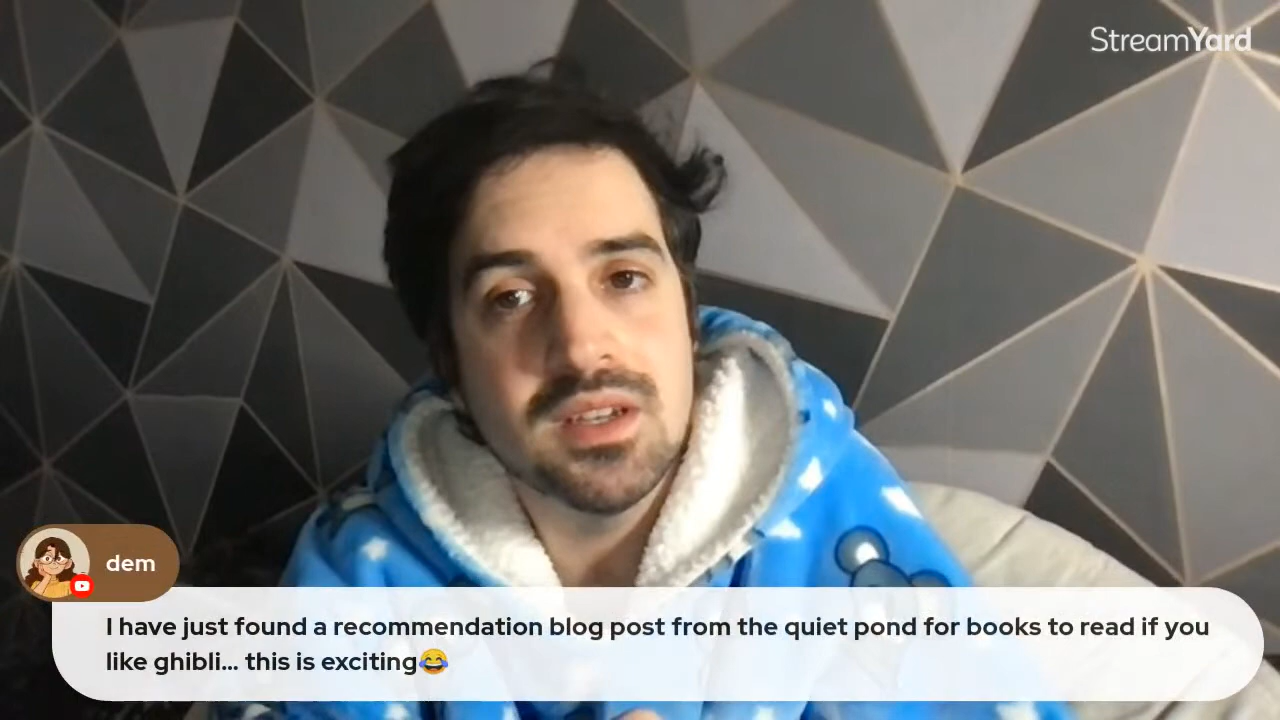 StreamYard
dem
I have just found a recommendation blog post from the quiet pond for books to read if you
like ghibli... this is exciting😂